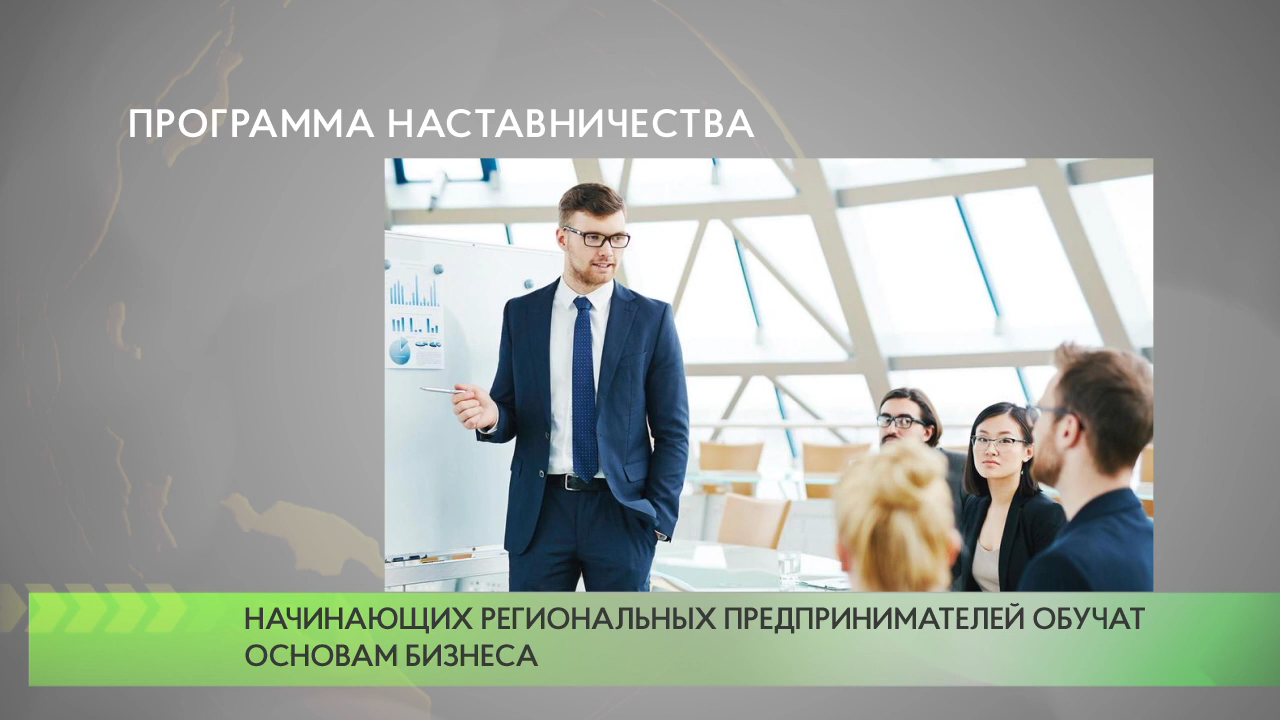 ПРОГРАММА НАСТАВНИЧЕСТВА
НАЧИНАЮЩИХ РЕГИОНАЛЬНЫХ ПРЕДПРИНИМАТЕЛЕЙ ОБУЧАТ
ОСНОВАМ БИЗНЕСА